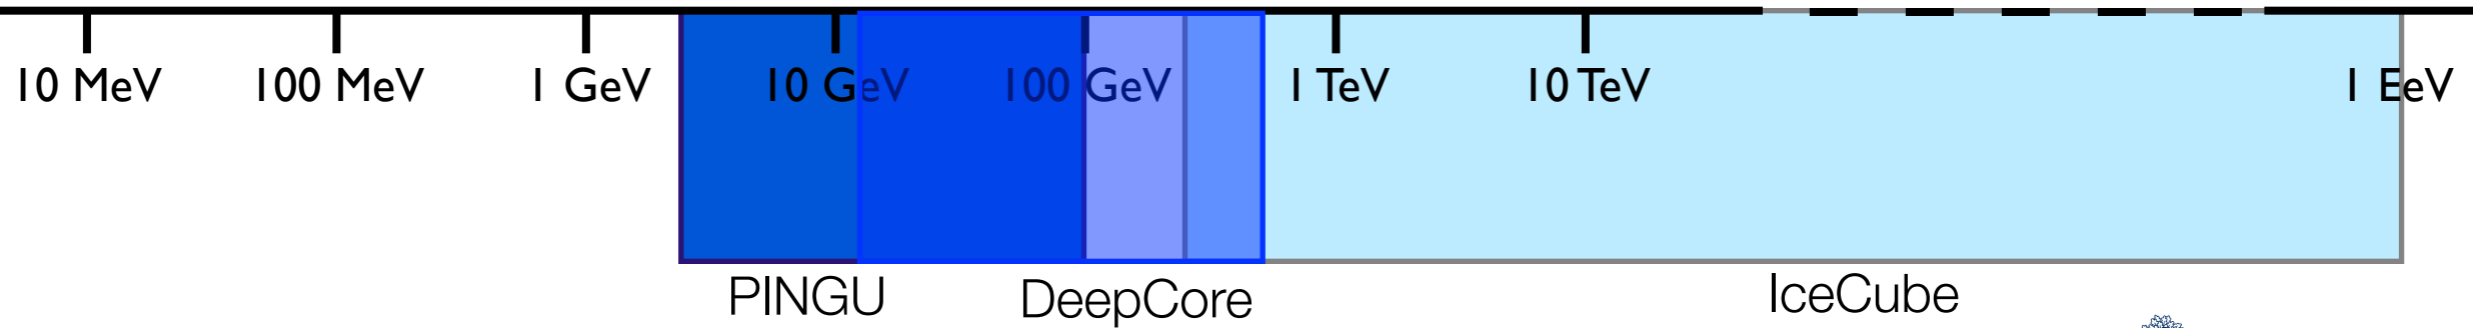 10 MeV 100 MeV 1 GeV 10 GeV 100 GeV 1 TeV 10 TeV 1 EeV
PINGU DeepCore IceCube